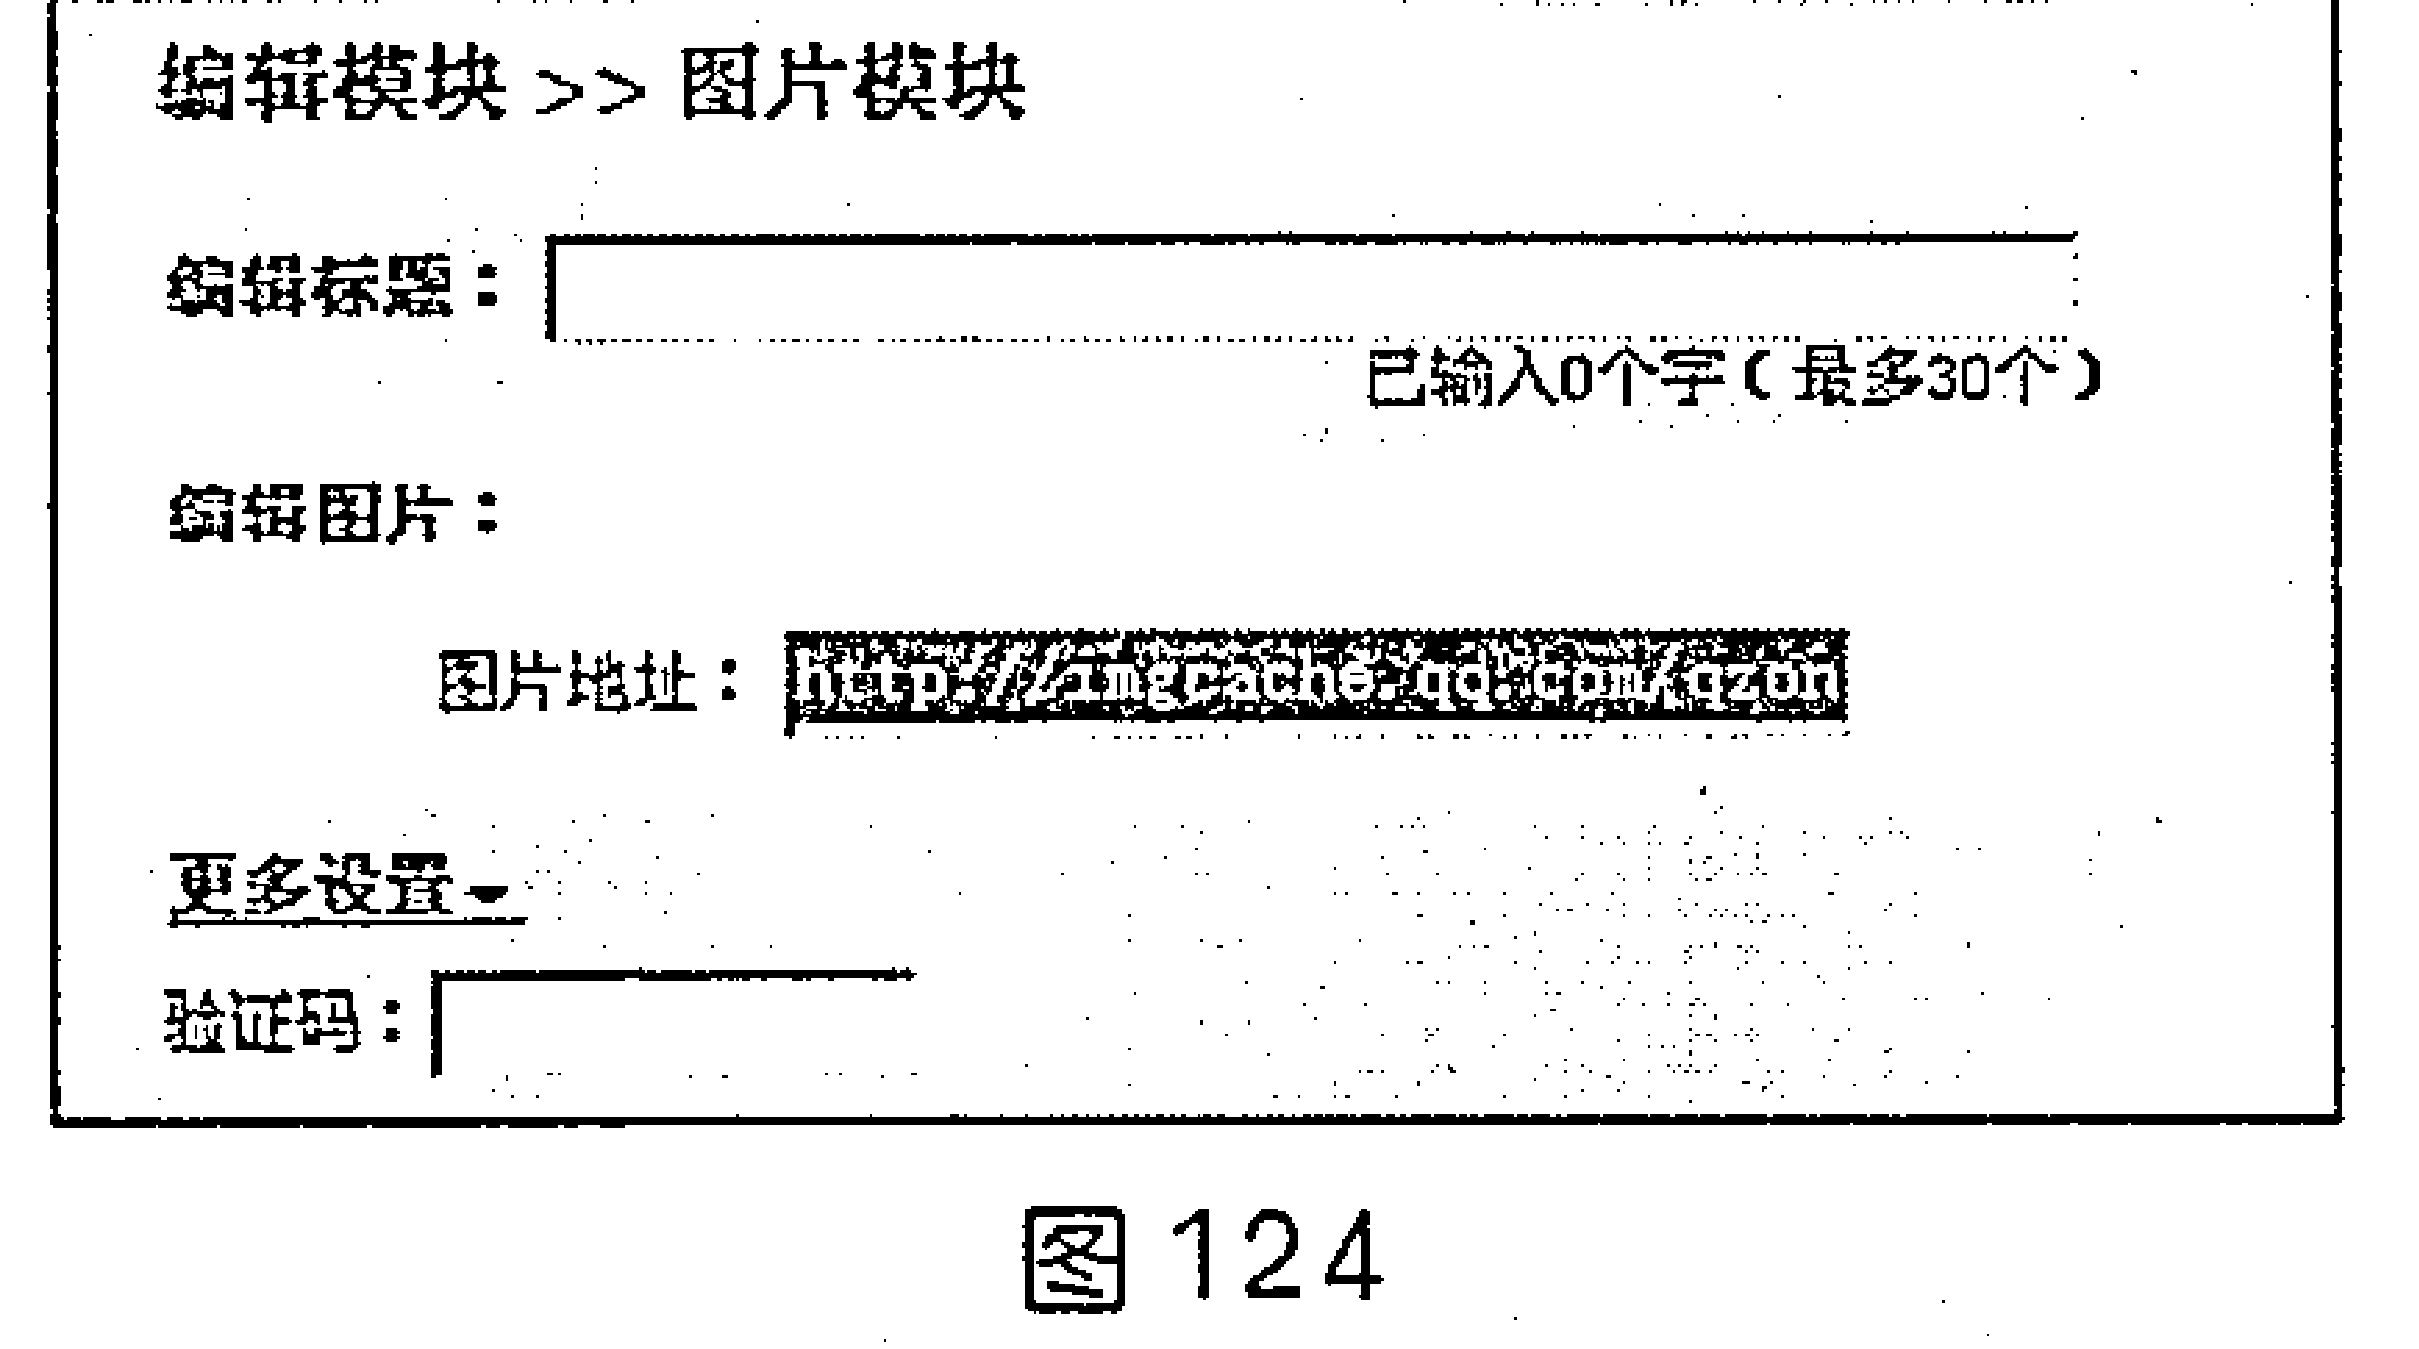 编辑模块 >> 图片模块
编辑标题：
已输入0个字（最多30个）
编辑图片：
图片地址： http://imgcache.qq.com/qzon
更多设置
验证码：
图 124